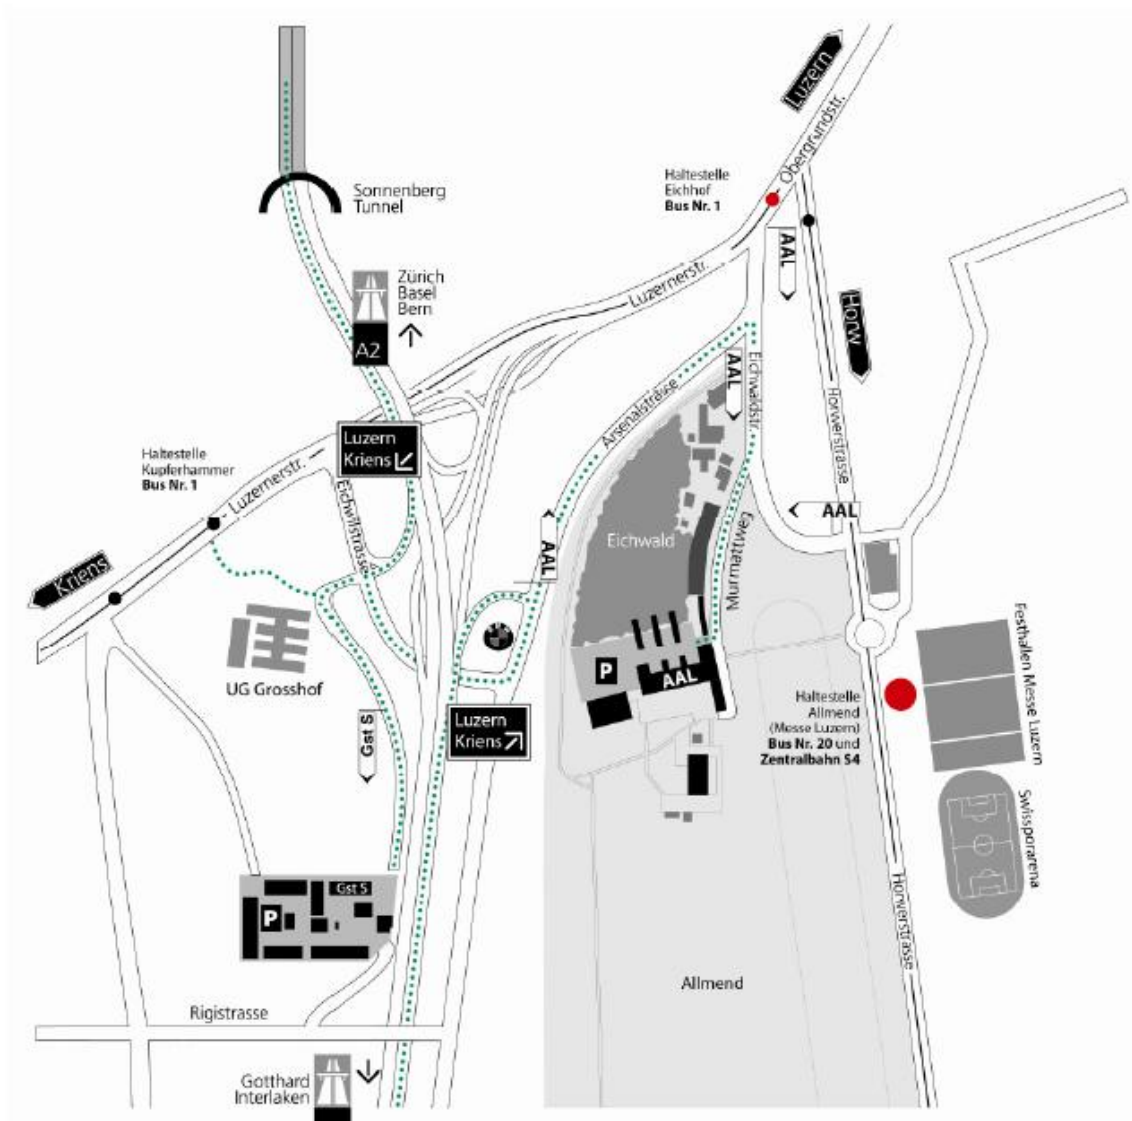 Luzern
Obergrundstr.
Haltestelle
Eichhof
Bus Nr. 1
Sonnenberg
Tunnel
AAL
Zürich
Basel
Bern
A2
Luzernerstr.
Horw
AAL
Eichwaldstr.
Arsenalstrasse
Horwerstrasse
Luzern
Kriens
Haltestelle
Kupferhammer
Bus Nr. 1
Luzernerstr.
Eichwilstrasse
AAL
AAL
Eichwald
Murmattweg
Kriens
P
AAL
UG Grosshof
Gst S
Luzern
Kriens
Haltestelle
Allmend
(Messe Luzern)
Bus Nr. 20 und
Zentralbahn S4
Festhallen Messe Luzern
Swissporarena
Gst S
P
Horwerstrasse
Allmend
Rigistrasse
Gotthard
Interlaken